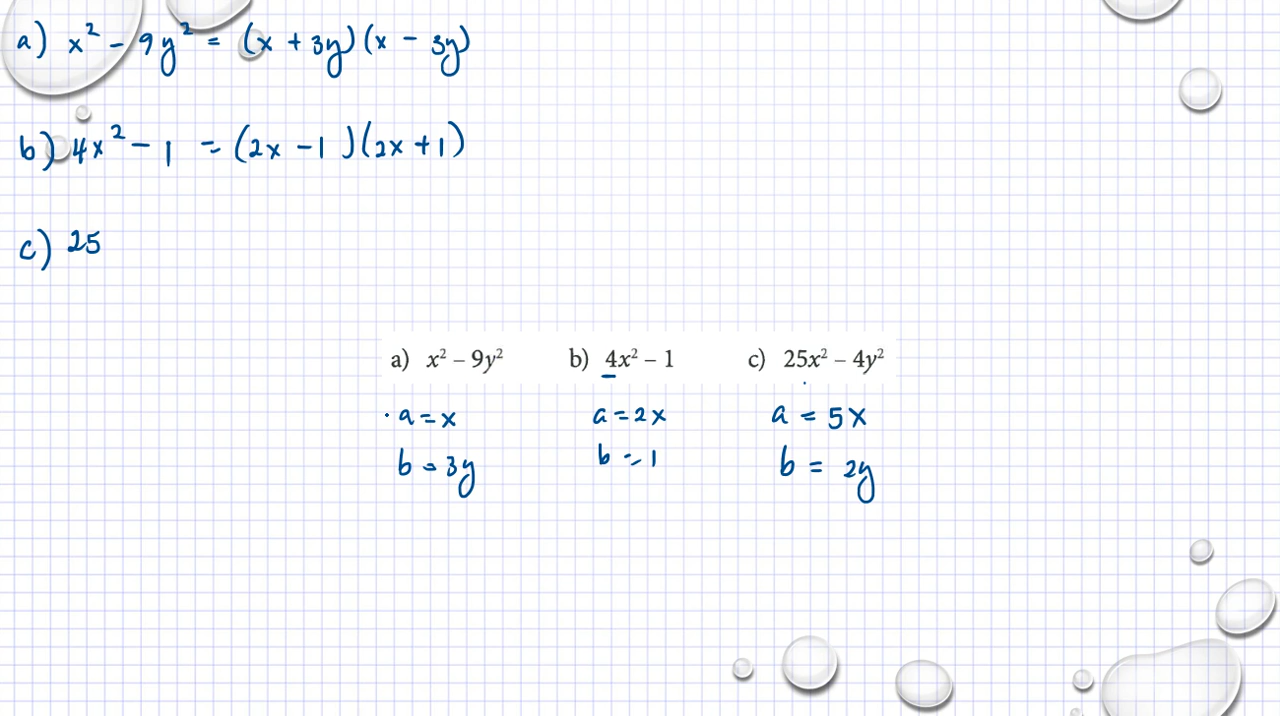 a) x² - 9y² = (x + 3y)(x - 3y)
b) 4x² - 1 = (2x - 1)(2x + 1)
c) 25
a) x² – 9y² b) 4x² – 1 c) 25x² – 4y²
a = x a = 2x a = 5x
b = 3y b = 1 b = 2y